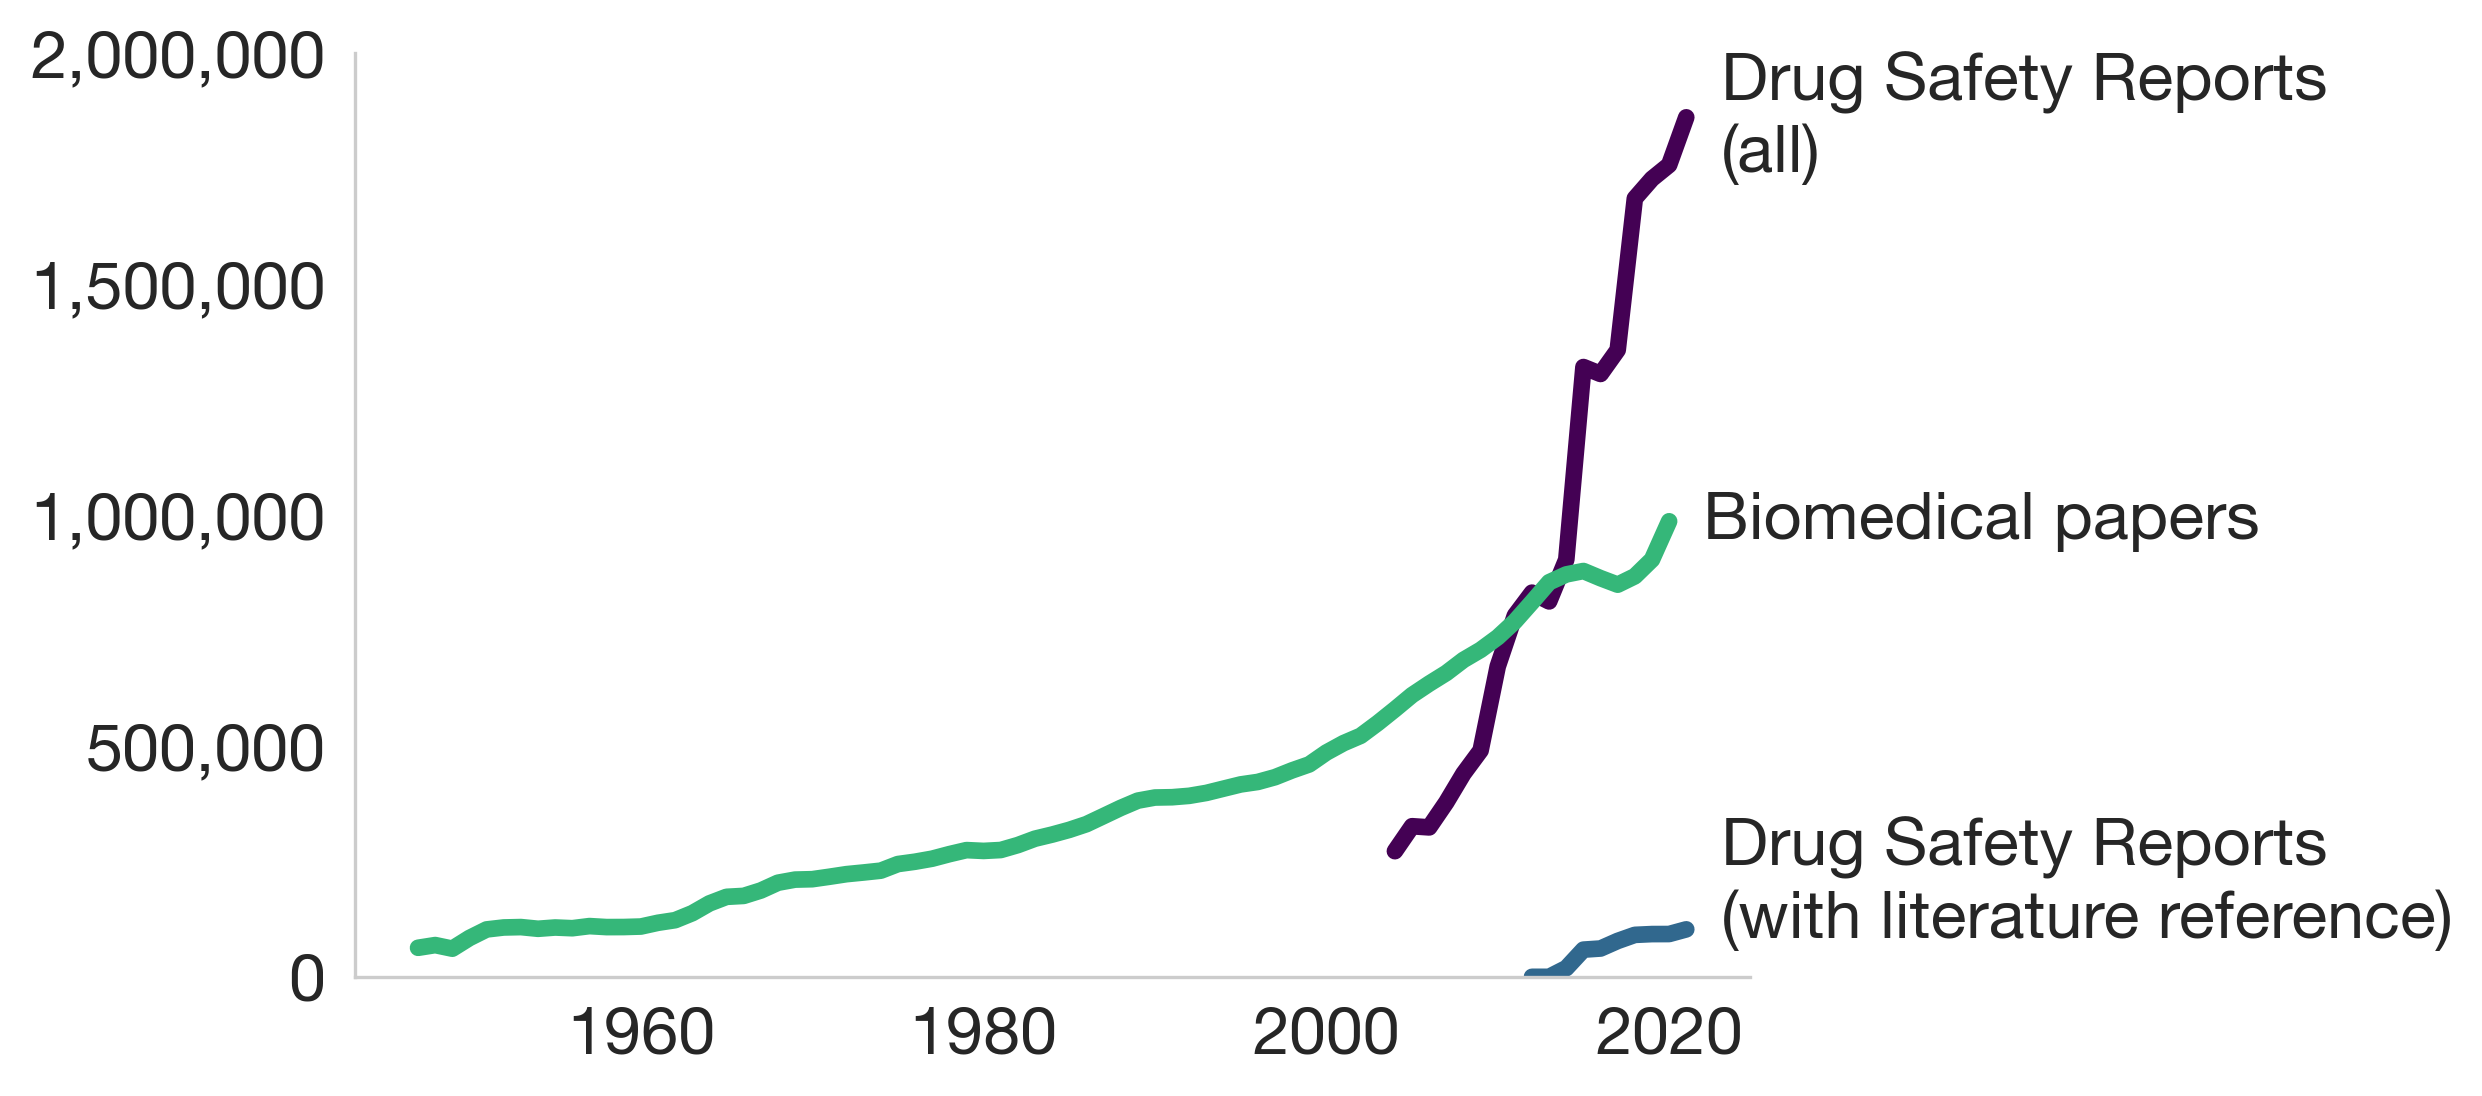 2,000,000
1,500,000
1,000,000
500,000
0
1960
1980
2000
2020
Drug Safety Reports
(all)
Biomedical papers
Drug Safety Reports
(with literature reference)